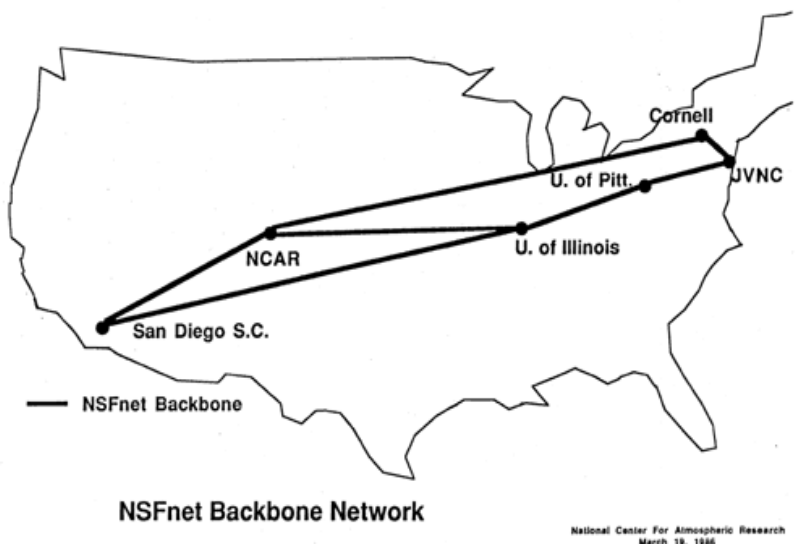 Cornell
JVNC
U. of Pitt.
U. of Illinois
NCAR
San Diego S.C.
NSFnet Backbone
NSFnet Backbone Network
National Center For Atmospheric Research
March 19, 1986